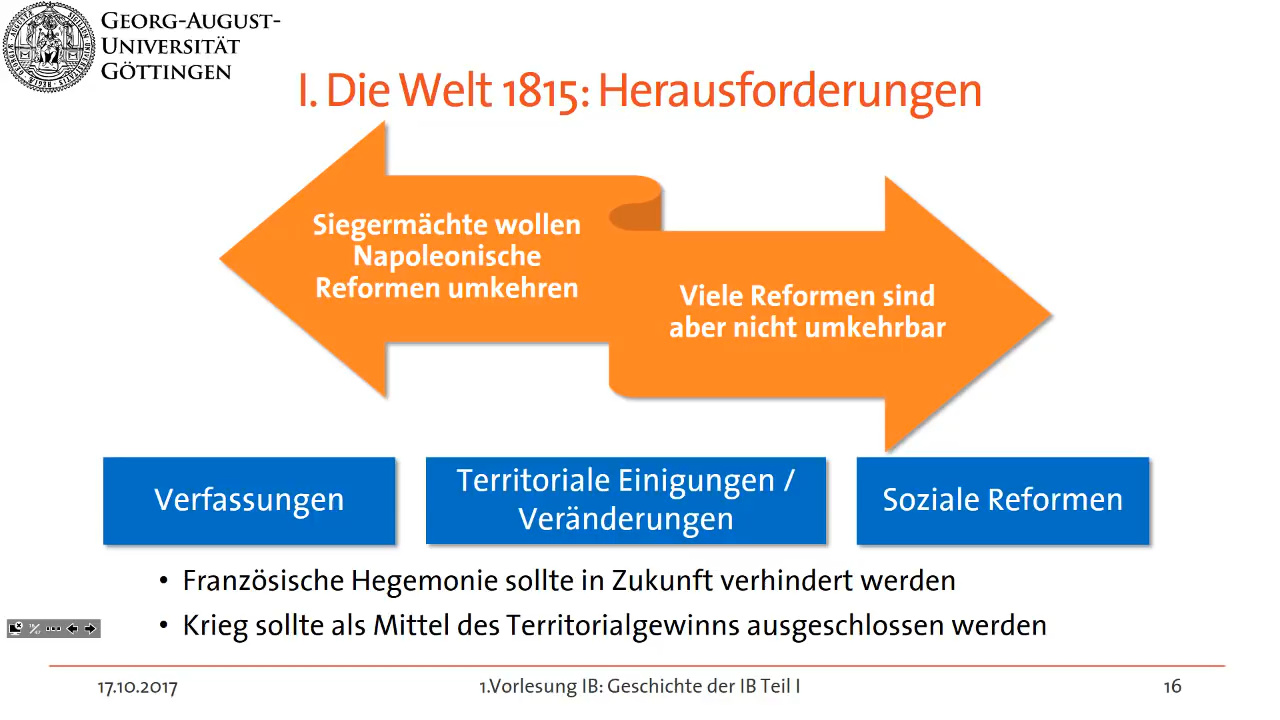 GEORG-AUGUST-
UNIVERSITÄT
GÖTTINGEN
I. Die Welt 1815: Herausforderungen
Siegermächte wollen
Napoleonische
Reformen umkehren
Viele Reformen sind
aber nicht umkehrbar
Verfassungen
Territoriale Einigungen /
Veränderungen
Soziale Reformen
• Französische Hegemonie sollte in Zukunft verhindert werden
• Krieg sollte als Mittel des Territorialgewinns ausgeschlossen werden
17.10.2017
1.Vorlesung IB: Geschichte der IB Teil I
16